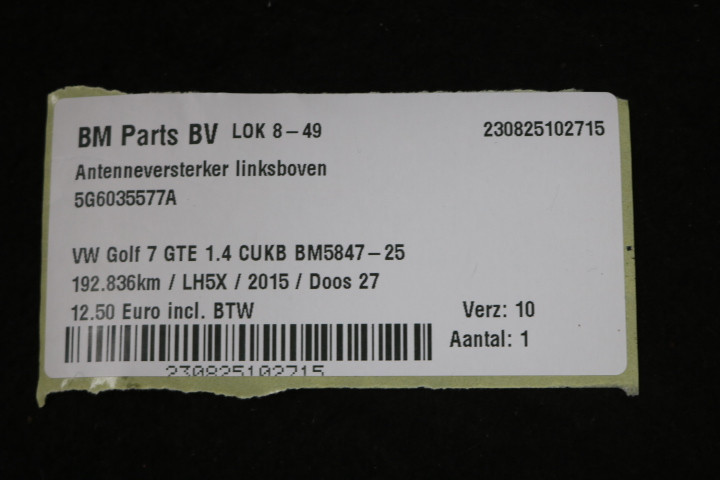 BM Parts BV LOK 8-49 230825102715
Antenneversterker linksboven
5G6035577A
VW Golf 7 GTE 1.4 CUKB BM5847-25
192.836km / LH5X / 2015 / Doos 27
12.50 Euro incl. BTW Verz: 10
Aantal: 1
230825102715